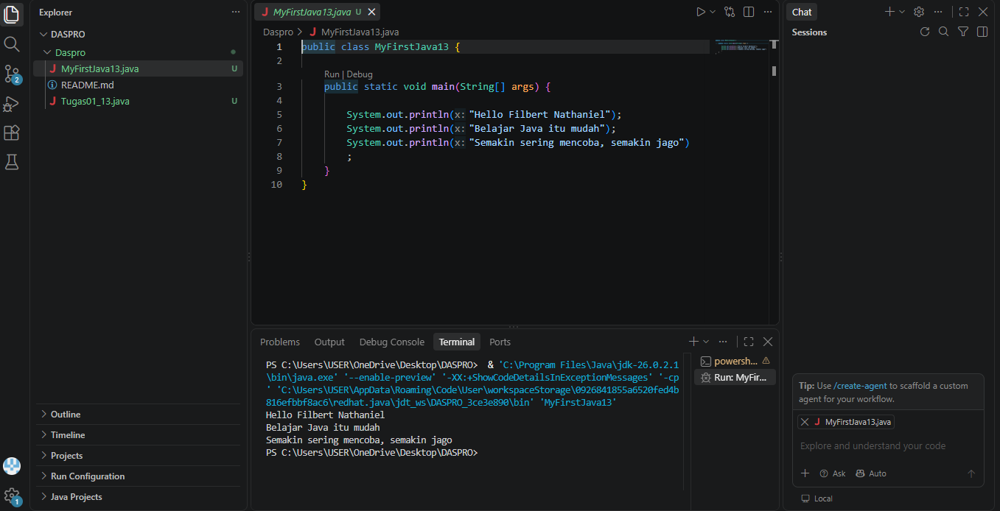 Explorer
DASPRO
Daspro
MyFirstJava13.java U
README.md
Tugas01_13.java U
2
Outline
Timeline
Projects
Run Configuration
Java Projects
1
MyFirstJava13.java U
Daspro > MyFirstJava13.java
1 public class MyFirstJava13 {
2
Run | Debug
3 public static void main(String[] args) {
4
5 System.out.println(x: "Hello Filbert Nathaniel");
6 System.out.println(x: "Belajar Java itu mudah");
7 System.out.println(x: "Semakin sering mencoba, semakin jago")
8 ;
9 }
10 }
Problems Output Debug Console Terminal Ports
PS C:\Users\USER\OneDrive\Desktop\DASPRO> & 'C:\Program Files\Java\jdk-26.0.2.1
\bin\java.exe' '--enable-preview' '-XX:+ShowCodeDetailsInExceptionMessages' '-cp
' 'C:\Users\USER\AppData\Roaming\Code\User\workspaceStorage\0926841855a6520fed4b
816efbbf8ac6\redhat.java\jdt_ws\DASPRO_3ce3e890\bin' 'MyFirstJava13'
Hello Filbert Nathaniel
Belajar Java itu mudah
Semakin sering mencoba, semakin jago
PS C:\Users\USER\OneDrive\Desktop\DASPRO>
powersh...
Run: MyFir...
Chat
Sessions
Tip: Use /create-agent to scaffold a custom
agent for your workflow.
MyFirstJava13.java
Explore and understand your code
Ask Auto
Local